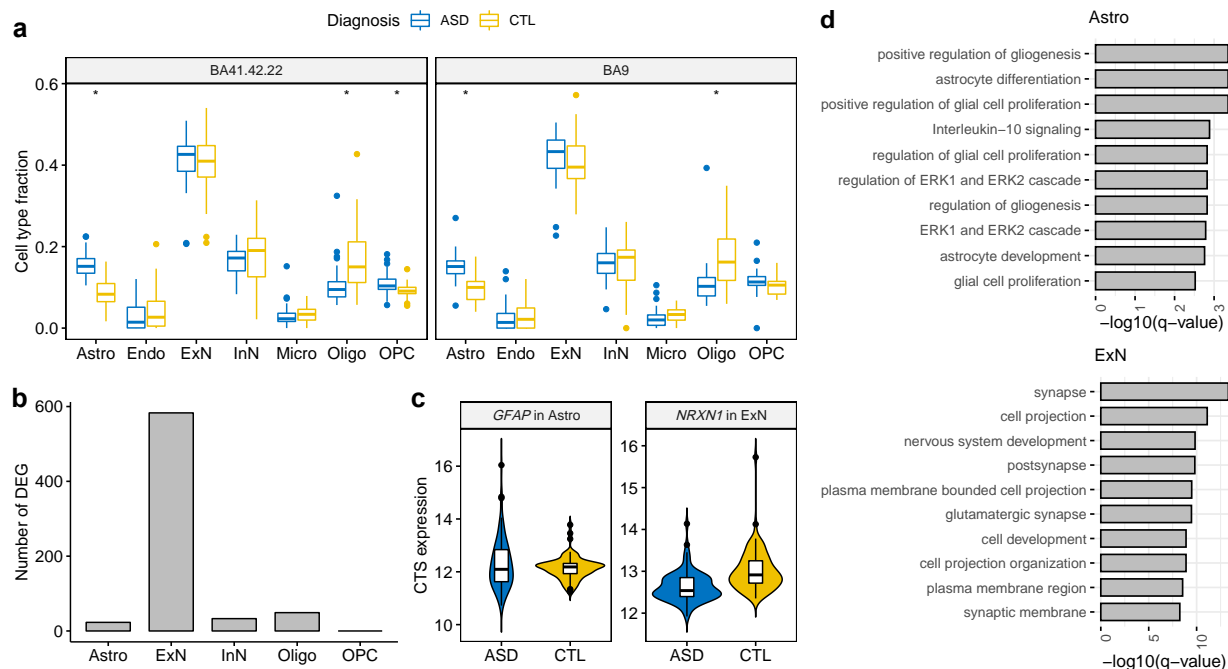 Diagnosis ASD CTL
a
BA41.42.22 BA9
Cell type fraction
0.6
0.4
0.2
0.0
* * * * *
Astro Endo ExN InN Micro Oligo OPC
Astro Endo ExN InN Micro Oligo OPC
b
Number of DEG
600
400
200
0
Astro ExN InN Oligo OPC
c
GFAP in Astro NRXN1 in ExN
CTS expression
16
14
12
10
16
15
14
13
12
ASD CTL
ASD CTL
d
Astro
positive regulation of gliogenesis
astrocyte differentiation
positive regulation of glial cell proliferation
Interleukin−10 signaling
regulation of glial cell proliferation
regulation of ERK1 and ERK2 cascade
regulation of gliogenesis
ERK1 and ERK2 cascade
astrocyte development
glial cell proliferation
0 1 2 3
−log10(q−value)
ExN
synapse
cell projection
nervous system development
postsynapse
plasma membrane bounded cell projection
glutamatergic synapse
cell development
cell projection organization
plasma membrane region
synaptic membrane
0 5 10
−log10(q−value)